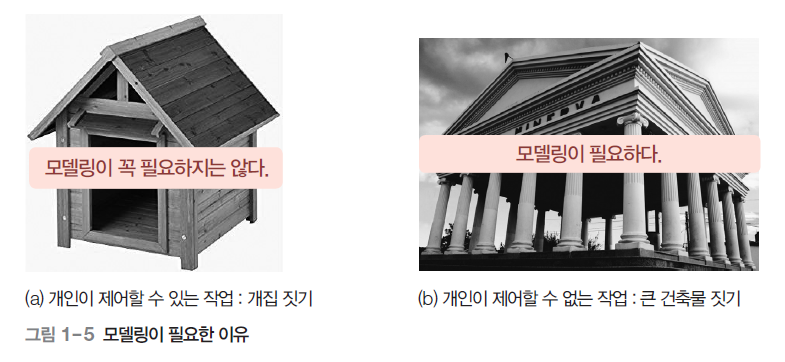 모델링이 꼭 필요하지는 않다.
모델링이 필요하다.
MINERVA
(a) 개인이 제어할 수 있는 작업 : 개집 짓기
(b) 개인이 제어할 수 없는 작업 : 큰 건축물 짓기
그림 1-5 모델링이 필요한 이유